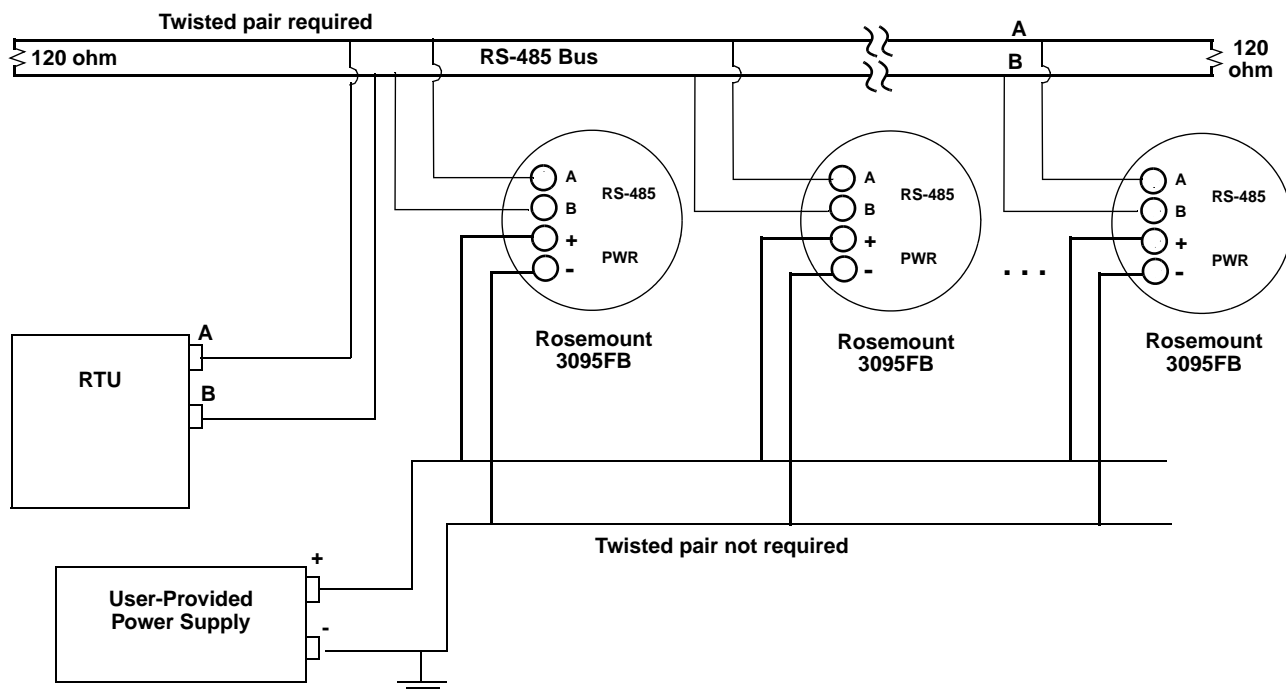 Twisted pair required
A
120 ohm
RS-485 Bus
B
120
ohm
A
RS-485
B
+
PWR
-
Rosemount
3095FB
A
RS-485
B
+
PWR
-
Rosemount
3095FB
. . .
A
RS-485
B
+
PWR
-
Rosemount
3095FB
A
RTU
B
Twisted pair not required
+
User-Provided
Power Supply
-